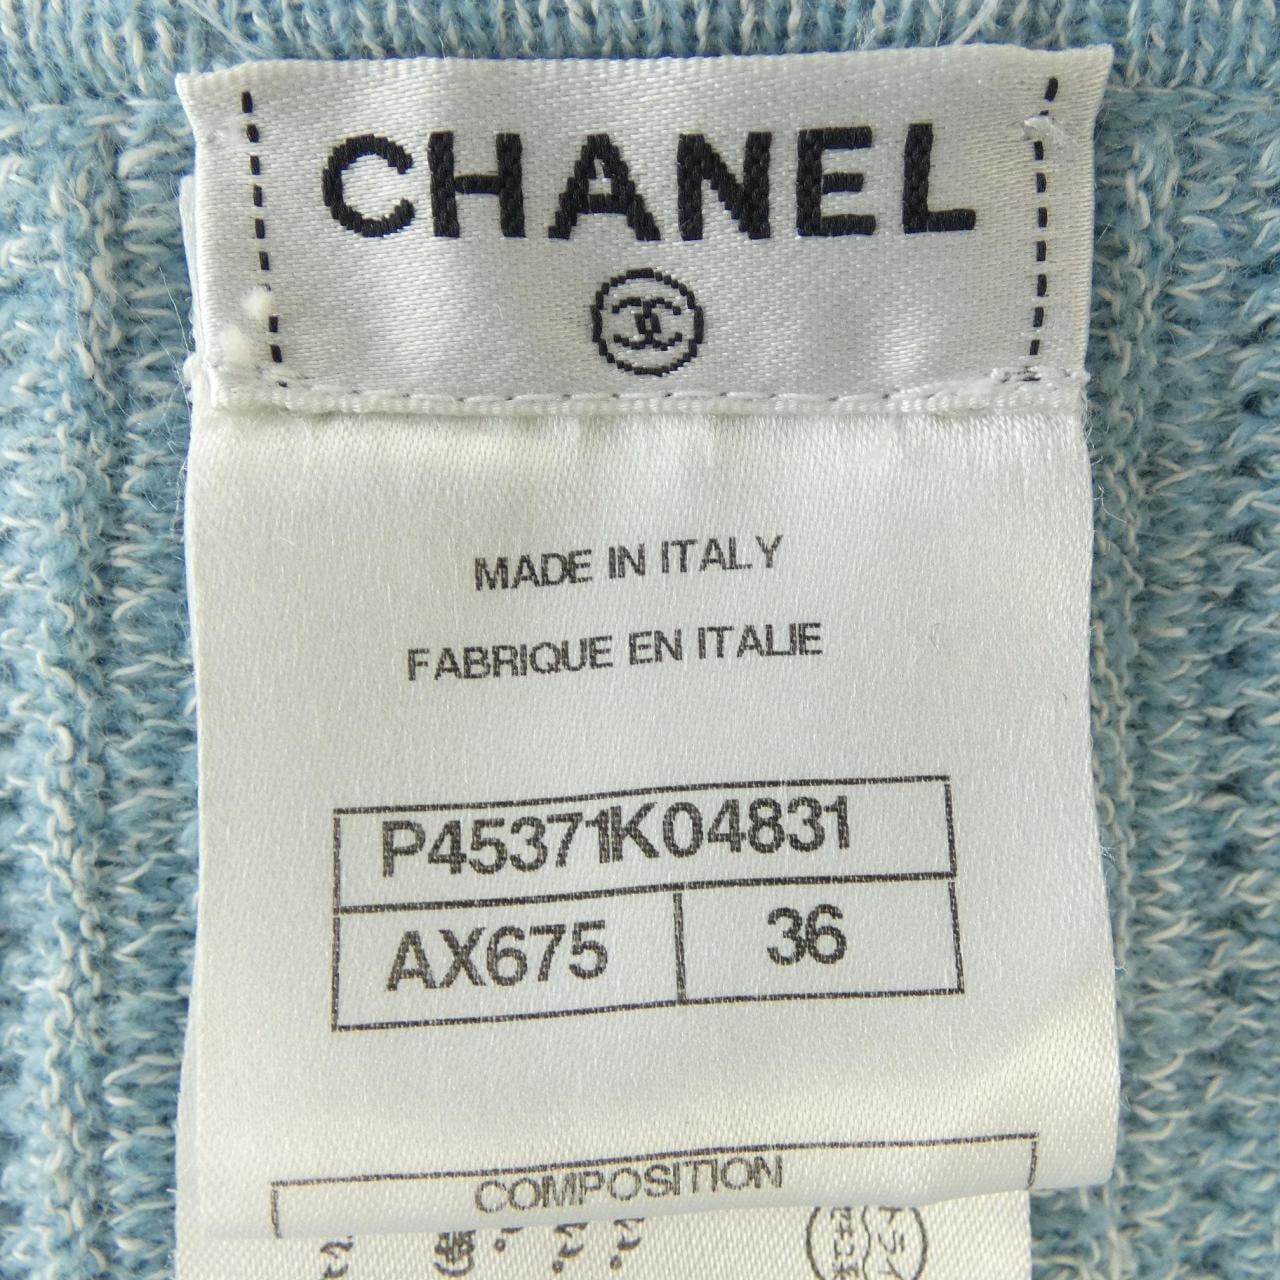 CHANEL
MADE IN ITALY
FABRIQUE EN ITALIE
P45371K04831
AX675 36
COMPOSITION